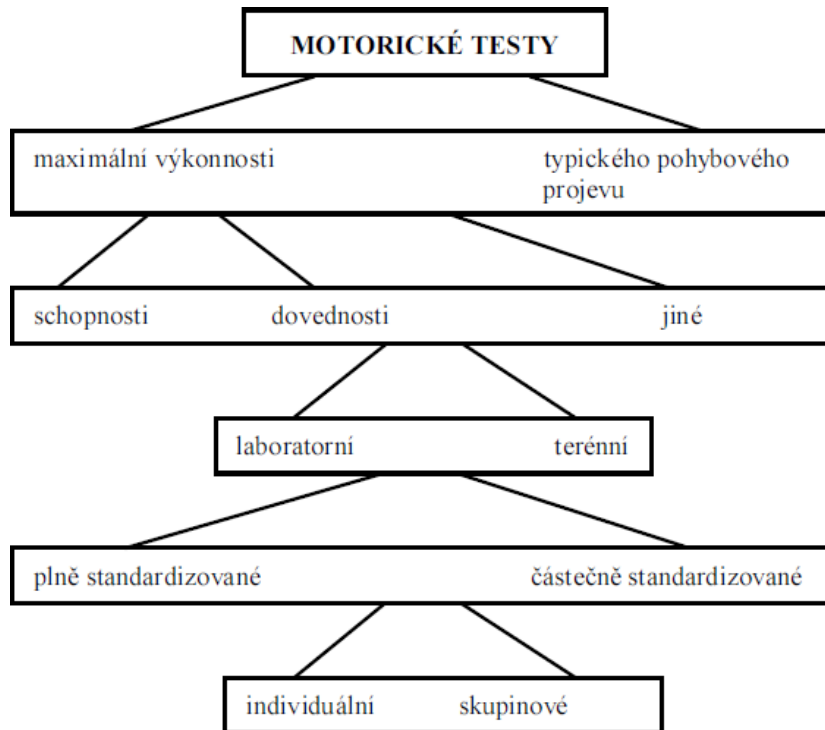 MOTORICKÉ TESTY
maximální výkonnosti
typického pohybového
projevu
schopnosti
dovednosti
jiné
laboratorní
terénní
plně standardizované
částečně standardizované
individuální
skupinové